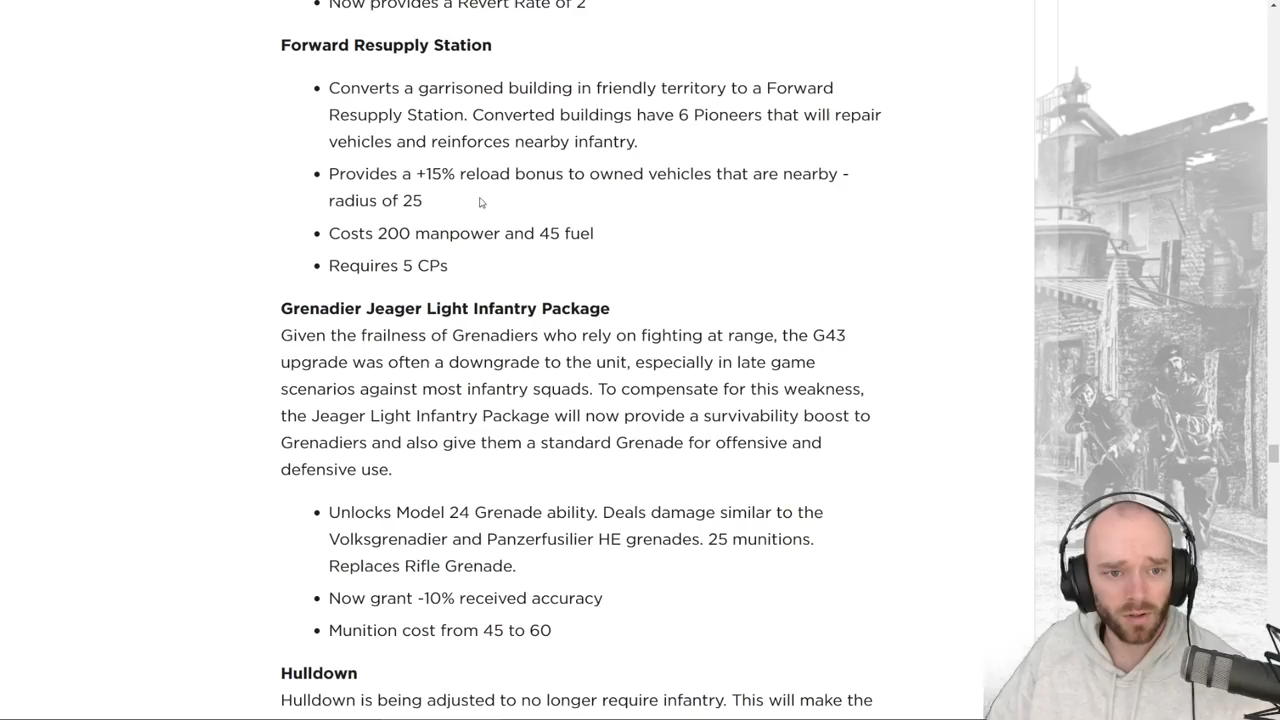 Now provides a Revert Rate of 2
Forward Resupply Station
Converts a garrisoned building in friendly territory to a Forward
Resupply Station. Converted buildings have 6 Pioneers that will repair
vehicles and reinforces nearby infantry.
Provides a +15% reload bonus to owned vehicles that are nearby -
radius of 25
Costs 200 manpower and 45 fuel
Requires 5 CPs
Grenadier Jeager Light Infantry Package
Given the frailness of Grenadiers who rely on fighting at range, the G43
upgrade was often a downgrade to the unit, especially in late game
scenarios against most infantry squads. To compensate for this weakness,
the Jeager Light Infantry Package will now provide a survivability boost to
Grenadiers and also give them a standard Grenade for offensive and
defensive use.
Unlocks Model 24 Grenade ability. Deals damage similar to the
Volksgrenadier and Panzerfusilier HE grenades. 25 munitions.
Replaces Rifle Grenade.
Now grant -10% received accuracy
Munition cost from 45 to 60
Hulldown
Hulldown is being adjusted to no longer require infantry. This will make the